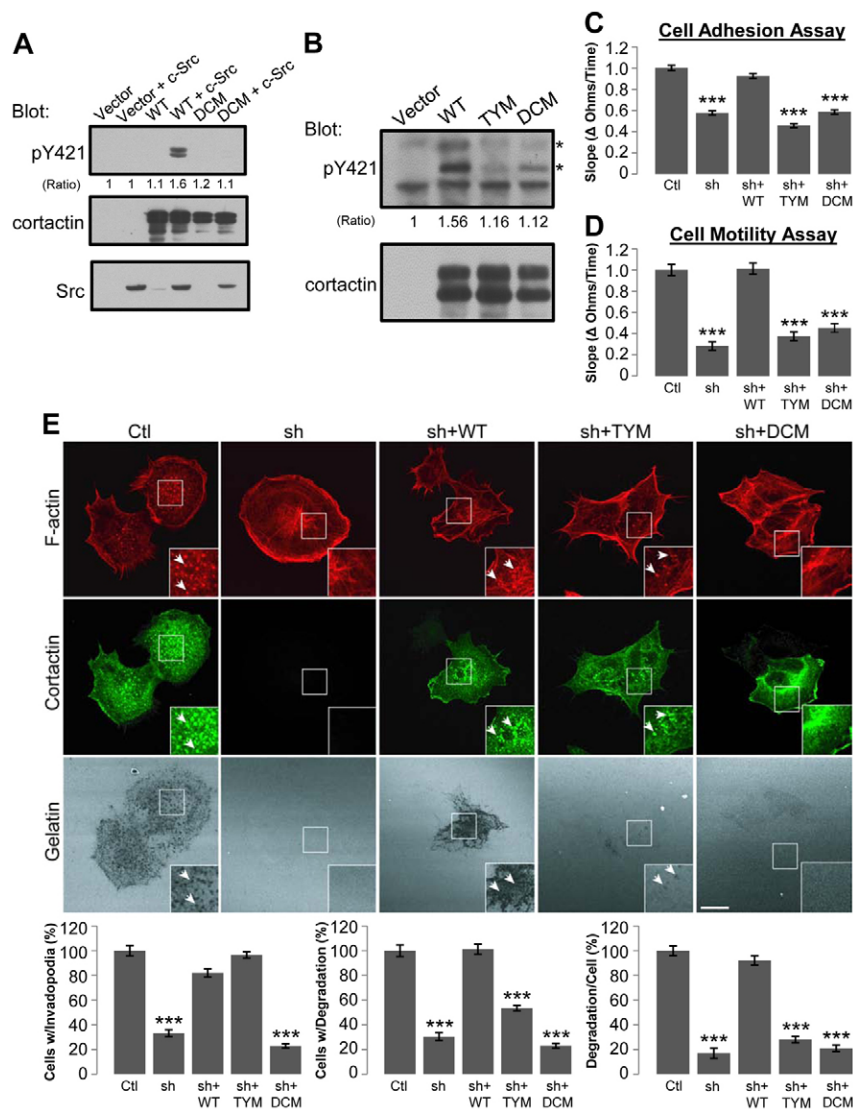 A
Blot:
Vector
Vector + c-Src
WT
WT + c-Src
DCM
DCM + c-Src
pY421
(Ratio) 1 1 1.1 1.6 1.2 1.1
cortactin
Src
B
Blot:
Vector
WT
TYM
DCM
pY421
*
*
(Ratio) 1 1.56 1.16 1.12
cortactin
C
Cell Adhesion Assay
Slope (Δ Ohms/Time)
1.2
1.0
0.8
0.6
0.4
0.2
0
*** *** ***
Ctl sh sh+ sh+ sh+
WT TYM DCM
D
Cell Motility Assay
Slope (Δ Ohms/Time)
1.2
1.0
0.8
0.6
0.4
0.2
0
*** *** ***
Ctl sh sh+ sh+ sh+
WT TYM DCM
E
Ctl sh sh+WT sh+TYM sh+DCM
F-actin
Cortactin
Gelatin
Cells w/Invadopodia (%)
120
100
80
60
40
20
0
*** ***
Ctl sh sh+ sh+ sh+
WT TYM DCM
Cells w/Degradation (%)
120
100
80
60
40
20
0
*** *** ***
Ctl sh sh+ sh+ sh+
WT TYM DCM
Degradation/Cell (%)
120
100
80
60
40
20
0
*** *** ***
Ctl sh sh+ sh+ sh+
WT TYM DCM